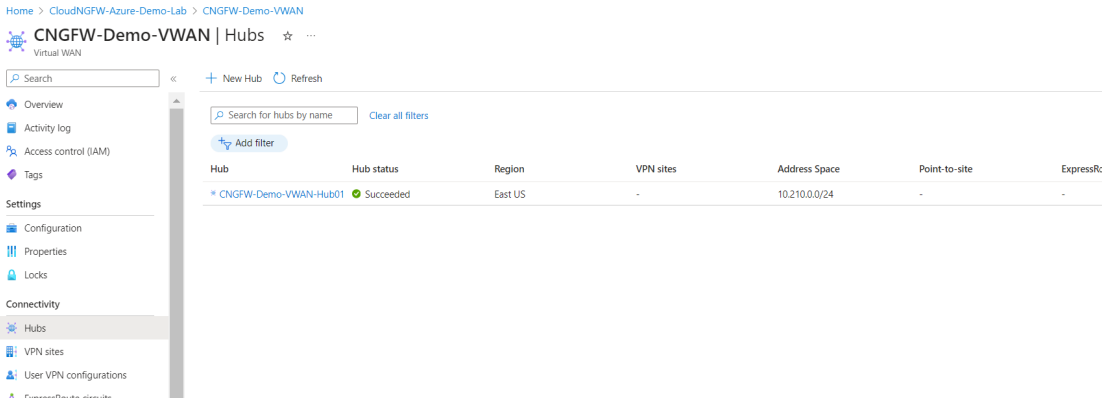 Home > CloudNGFW-Azure-Demo-Lab > CNGFW-Demo-VWAN
CNGFW-Demo-VWAN | Hubs
Virtual WAN
Search
Overview
Activity log
Access control (IAM)
Tags
Settings
Configuration
Properties
Locks
Connectivity
Hubs
VPN sites
User VPN configurations
ExpressRoute circuits
New Hub Refresh
Search for hubs by name Clear all filters
Add filter
Hub Hub status Region VPN sites Address Space Point-to-site
* CNGFW-Demo-VWAN-Hub01 Succeeded East US - 10.210.0.0/24 - -